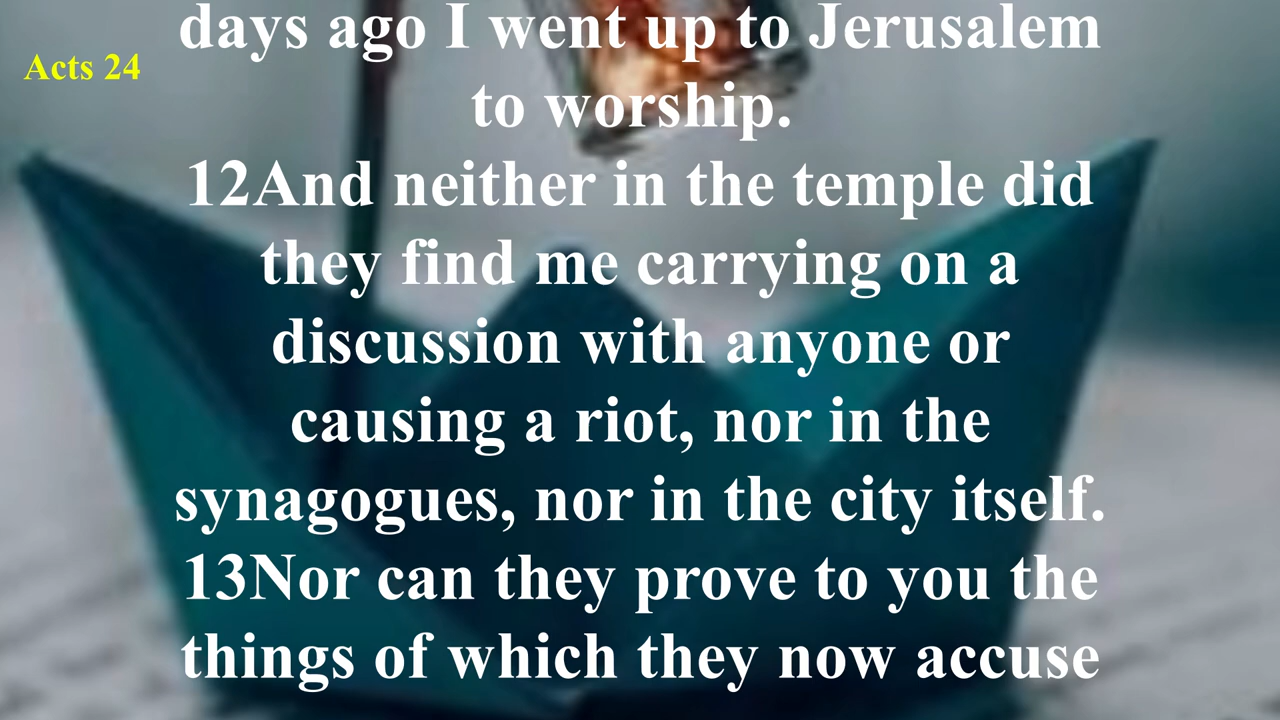 days ago I went up to Jerusalem
Acts 24
to worship.
12And neither in the temple did
they find me carrying on a
discussion with anyone or
causing a riot, nor in the
synagogues, nor in the city itself.
13Nor can they prove to you the
things of which they now accuse